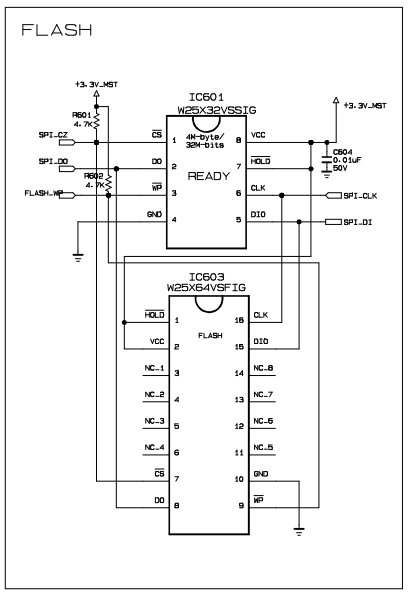 FLASH
+3.3V_MST
IC601
W25X32VSSIG
+3.3V_MST
R601
4.7K
SPI_CZ
CS
1
4M-byte/
32M-bits
8
VCC
C604
0.01uF
50V
SPI_DO
DO
2
7
HOLD
R602
4.7K
READY
FLASH_WP
WP
3
6
CLK
SPI_CLK
GND
4
5
DIO
SPI_DI
IC603
W25X64VSFIG
HOLD
1
FLASH
16
CLK
VCC
2
15
DIO
NC_1
3
14
NC_8
NC_2
4
13
NC_7
NC_3
5
12
NC_6
NC_4
6
11
NC_5
CS
7
10
GND
DO
8
9
WP